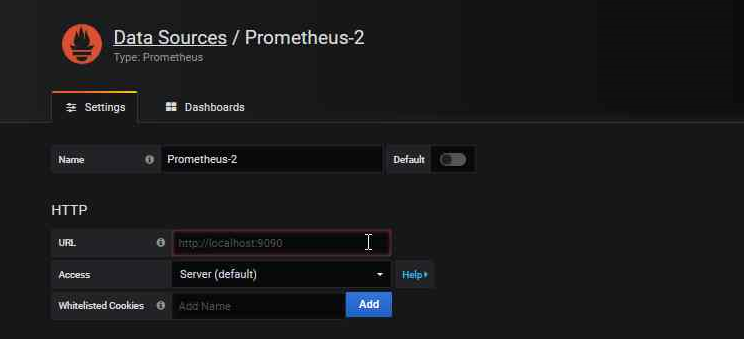 Data Sources / Prometheus-2
Type: Prometheus
Settings Dashboards
Name Prometheus-2 Default
HTTP
URL http://localhost:9090
Access Server (default) Help
Whitelisted Cookies Add Name Add